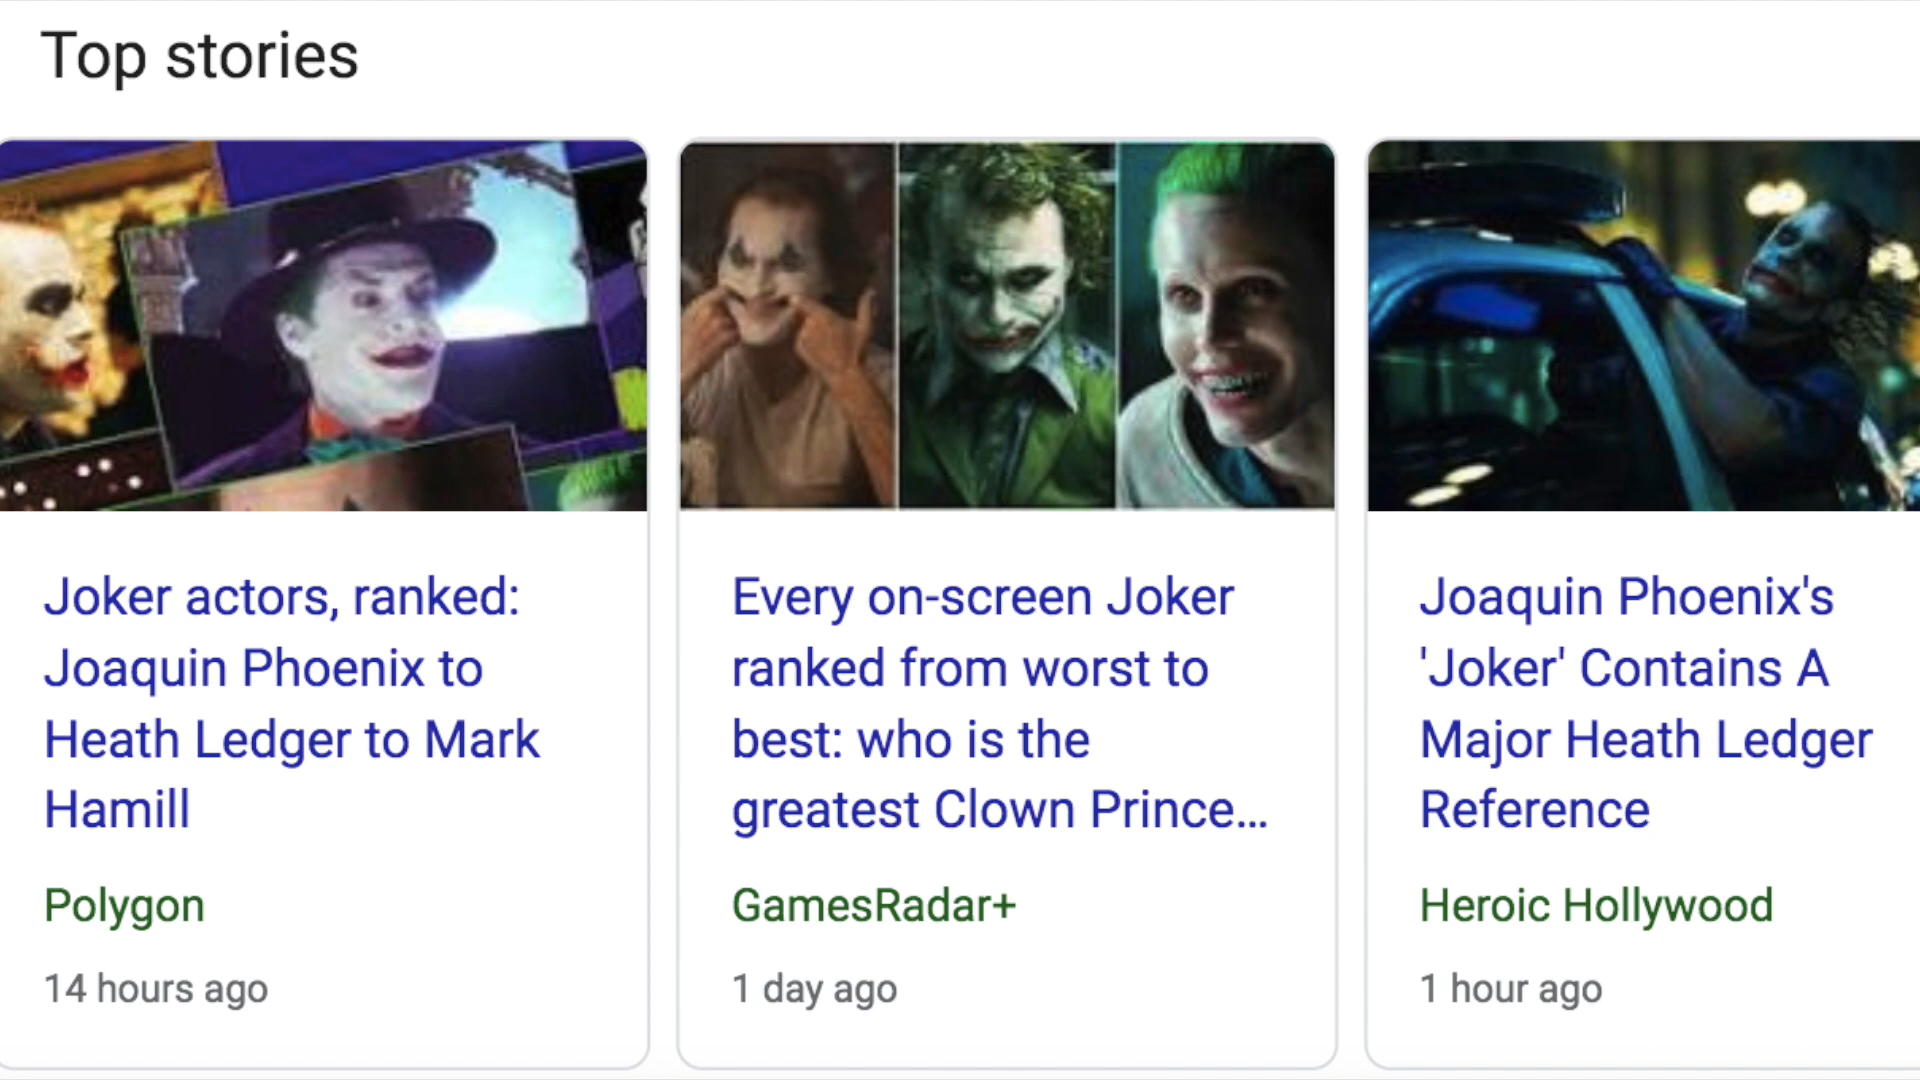 Top stories
Joker actors, ranked:
Joaquin Phoenix to
Heath Ledger to Mark
Hamill
Polygon
14 hours ago
Every on-screen Joker
ranked from worst to
best: who is the
greatest Clown Prince...
GamesRadar+
1 day ago
Joaquin Phoenix's
'Joker' Contains A
Major Heath Ledger
Reference
Heroic Hollywood
1 hour ago